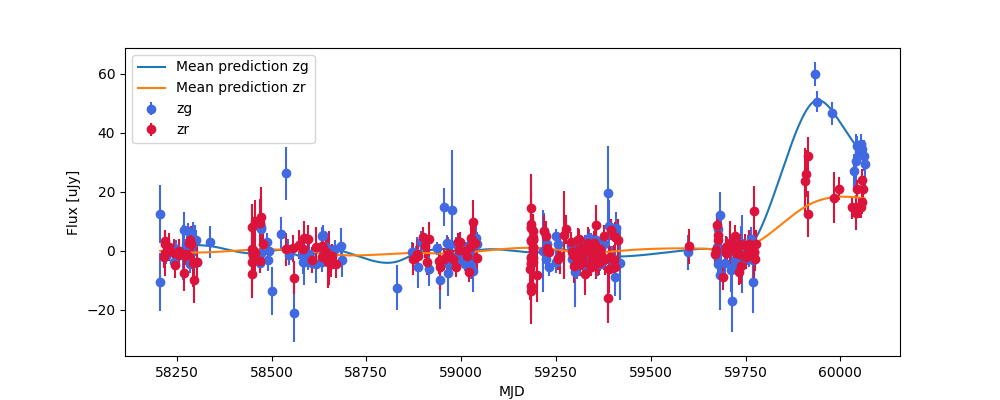 Mean prediction zg
Mean prediction zr
zg
zr
60
40
20
0
−20
Flux [uJy]
58250
58500
58750
59000
59250
59500
59750
60000
MJD